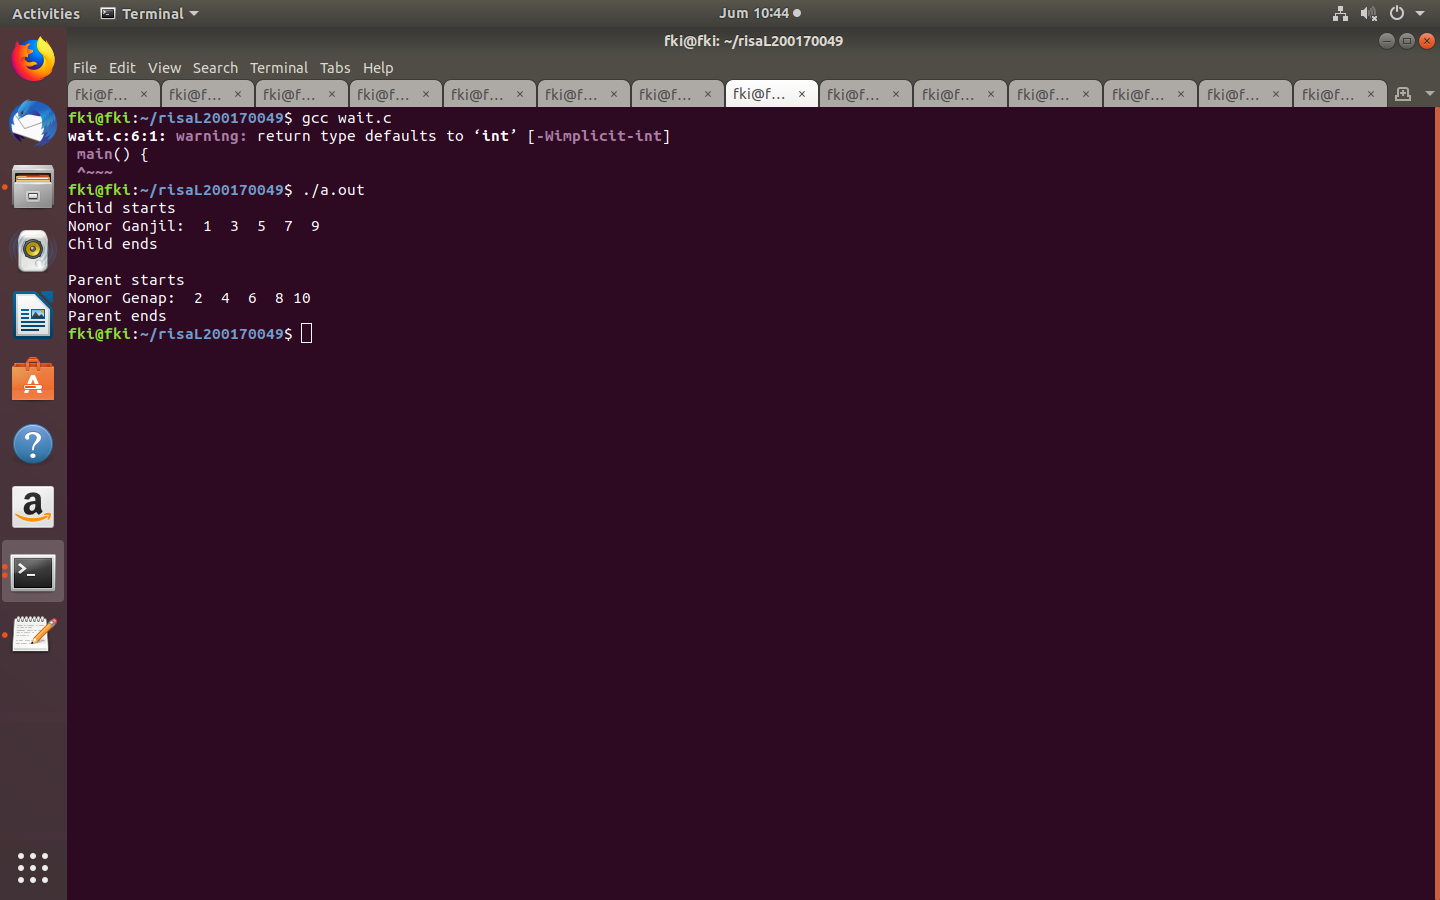 Activities Terminal Jum 10:44
fki@fki: ~/risaL200170049
File Edit View Search Terminal Tabs Help
fki@f... × fki@f... × fki@f... × fki@f... × fki@f... × fki@f... × fki@f... × fki@f... × fki@f... × fki@f... × fki@f... × fki@f... × fki@f... × fki@f... ×
fki@fki:~/risaL200170049$ gcc wait.c
wait.c:6:1: warning: return type defaults to ‘int’ [-Wimplicit-int]
 main() {
 ^~~~
fki@fki:~/risaL200170049$ ./a.out
Child starts
Nomor Ganjil:  1  3  5  7  9
Child ends
Parent starts
Nomor Genap:  2  4  6  8 10
Parent ends
fki@fki:~/risaL200170049$